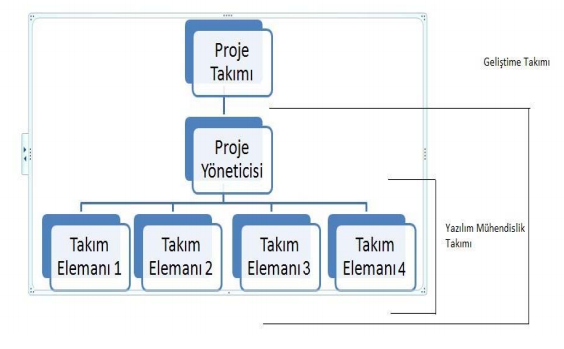 Proje
Takımı
Geliştime Takımı
Proje
Yöneticisi
Yazılım Mühendislik
Takımı
Takım
Elemanı 1
Takım
Elemanı 2
Takım
Elemanı 3
Takım
Elemanı 4